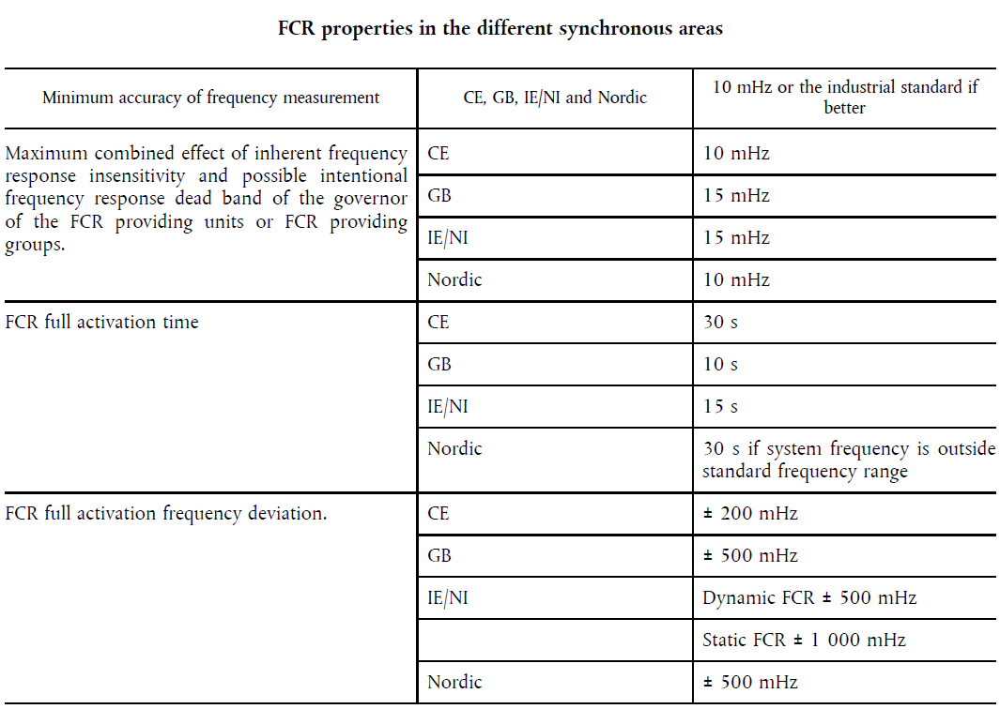 FCR properties in the different synchronous areas
Minimum accuracy of frequency measurement
CE, GB, IE/NI and Nordic
10 mHz or the industrial standard if
better
Maximum combined effect of inherent frequency
response insensitivity and possible intentional
frequency response dead band of the governor
of the FCR providing units or FCR providing
groups.
CE
10 mHz
GB
15 mHz
IE/NI
15 mHz
Nordic
10 mHz
FCR full activation time
CE
30 s
GB
10 s
IE/NI
15 s
Nordic
30 s if system frequency is outside
standard frequency range
FCR full activation frequency deviation.
CE
± 200 mHz
GB
± 500 mHz
IE/NI
Dynamic FCR ± 500 mHz
Static FCR ± 1 000 mHz
Nordic
± 500 mHz